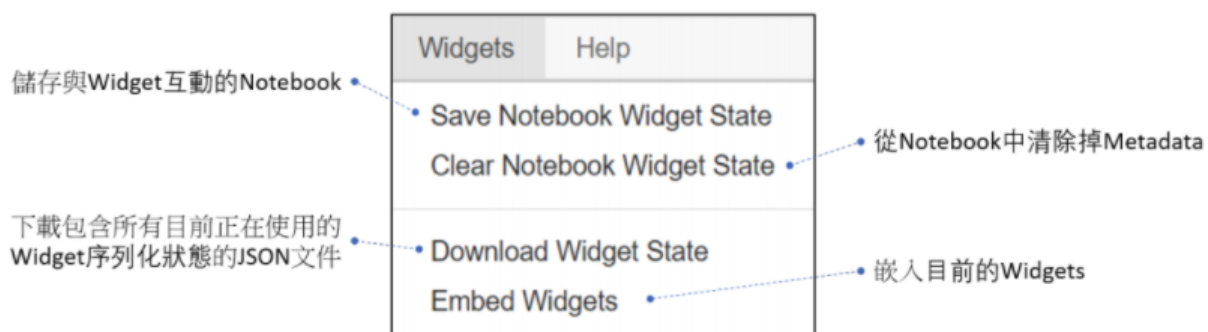 Widgets Help
儲存與Widget互動的Notebook
Save Notebook Widget State
Clear Notebook Widget State
從Notebook中清除掉Metadata
下載包含所有目前正在使用的
Widget序列化狀態的JSON文件
Download Widget State
Embed Widgets
嵌入目前的Widgets